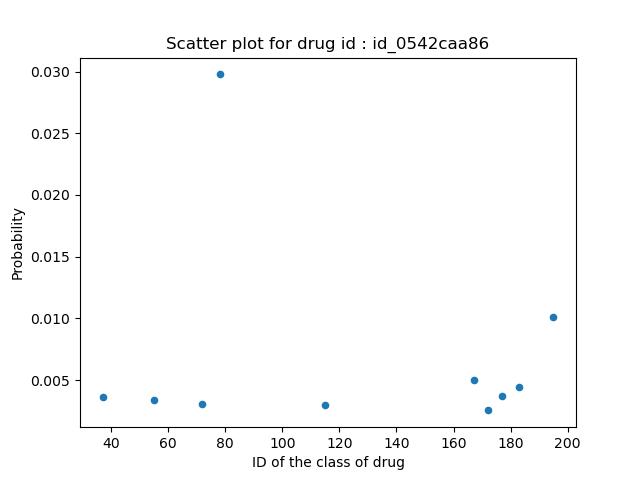 Scatter plot for drug id : id_0542caa86
0.030
0.025
0.020
0.015
0.010
0.005
Probability
40 60 80 100 120 140 160 180 200
ID of the class of drug